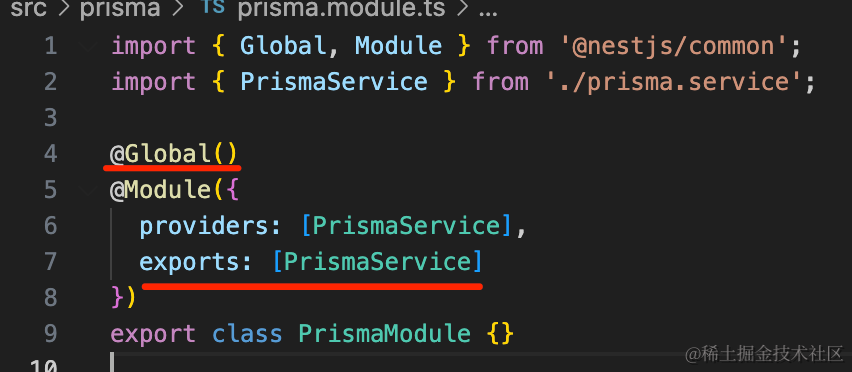 src > prisma > TS prisma.module.ts > ...
1 import { Global, Module } from '@nestjs/common';
2 import { PrismaService } from './prisma.service';
3
4 @Global()
5 @Module({
6   providers: [PrismaService],
7   exports: [PrismaService]
8 })
9 export class PrismaModule {}
10
@稀土掘金技术社区